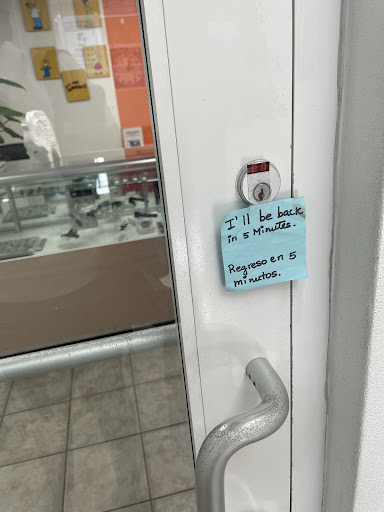 I'll be back
in 5 Minutes.
Regreso en 5
minutos.